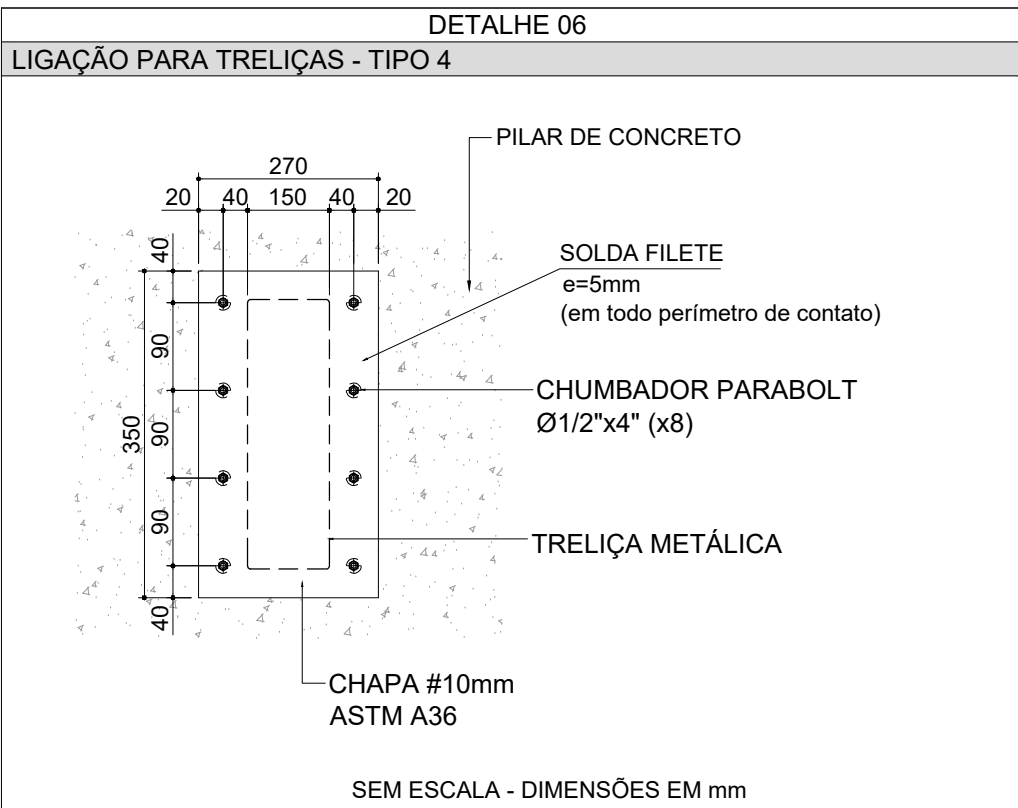 DETALHE 06
LIGAÇÃO PARA TRELIÇAS - TIPO 4
PILAR DE CONCRETO
270
20 40 150 40 20
SOLDA FILETE
e=5mm
(em todo perímetro de contato)
40
90
90
90
40
350
CHUMBADOR PARABOLT
Ø1/2"x4" (x8)
TRELIÇA METÁLICA
CHAPA #10mm
ASTM A36
SEM ESCALA - DIMENSÕES EM mm